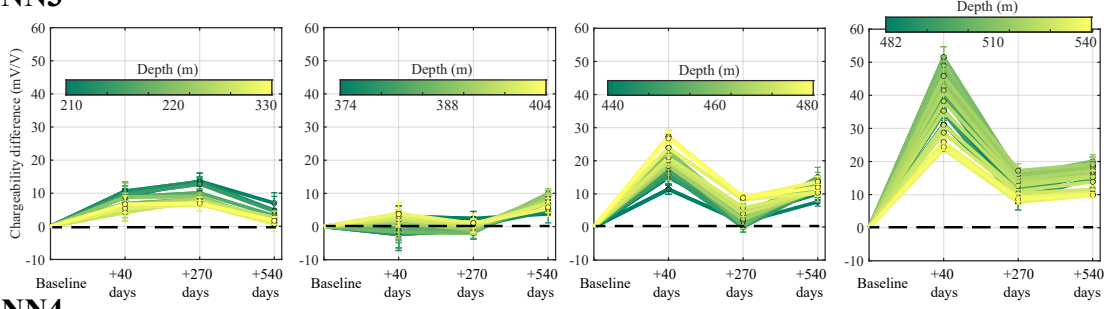 Depth (m)
482 510 540
60 60 60 60
50 50 50 50
Depth (m) Depth (m) Depth (m)
210 220 330 374 388 404 440 460 480
40 40 40 40
30 30 30 30
20 20 20 20
10 10 10 10
0 0 0 0
-10 -10 -10 -10
Chargeability difference (mV/V)
Baseline +40 days +270 days +540 days
Baseline +40 days +270 days +540 days
Baseline +40 days +270 days +540 days
Baseline +40 days +270 days +540 days